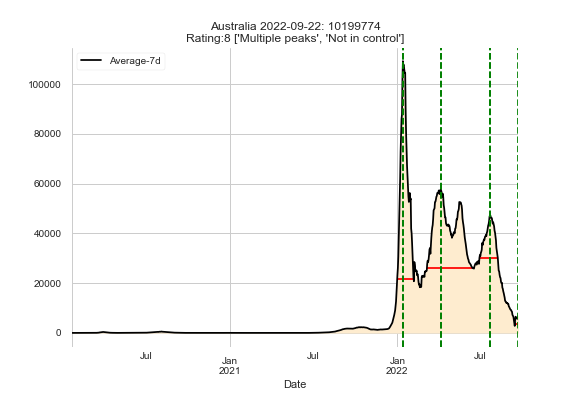 Australia 2022-09-22: 10199774
Rating:8 ['Multiple peaks', 'Not in control']
Average-7d
100000
80000
60000
40000
20000
0
Jul
Jan
2021
Jul
Jan
2022
Jul
Date